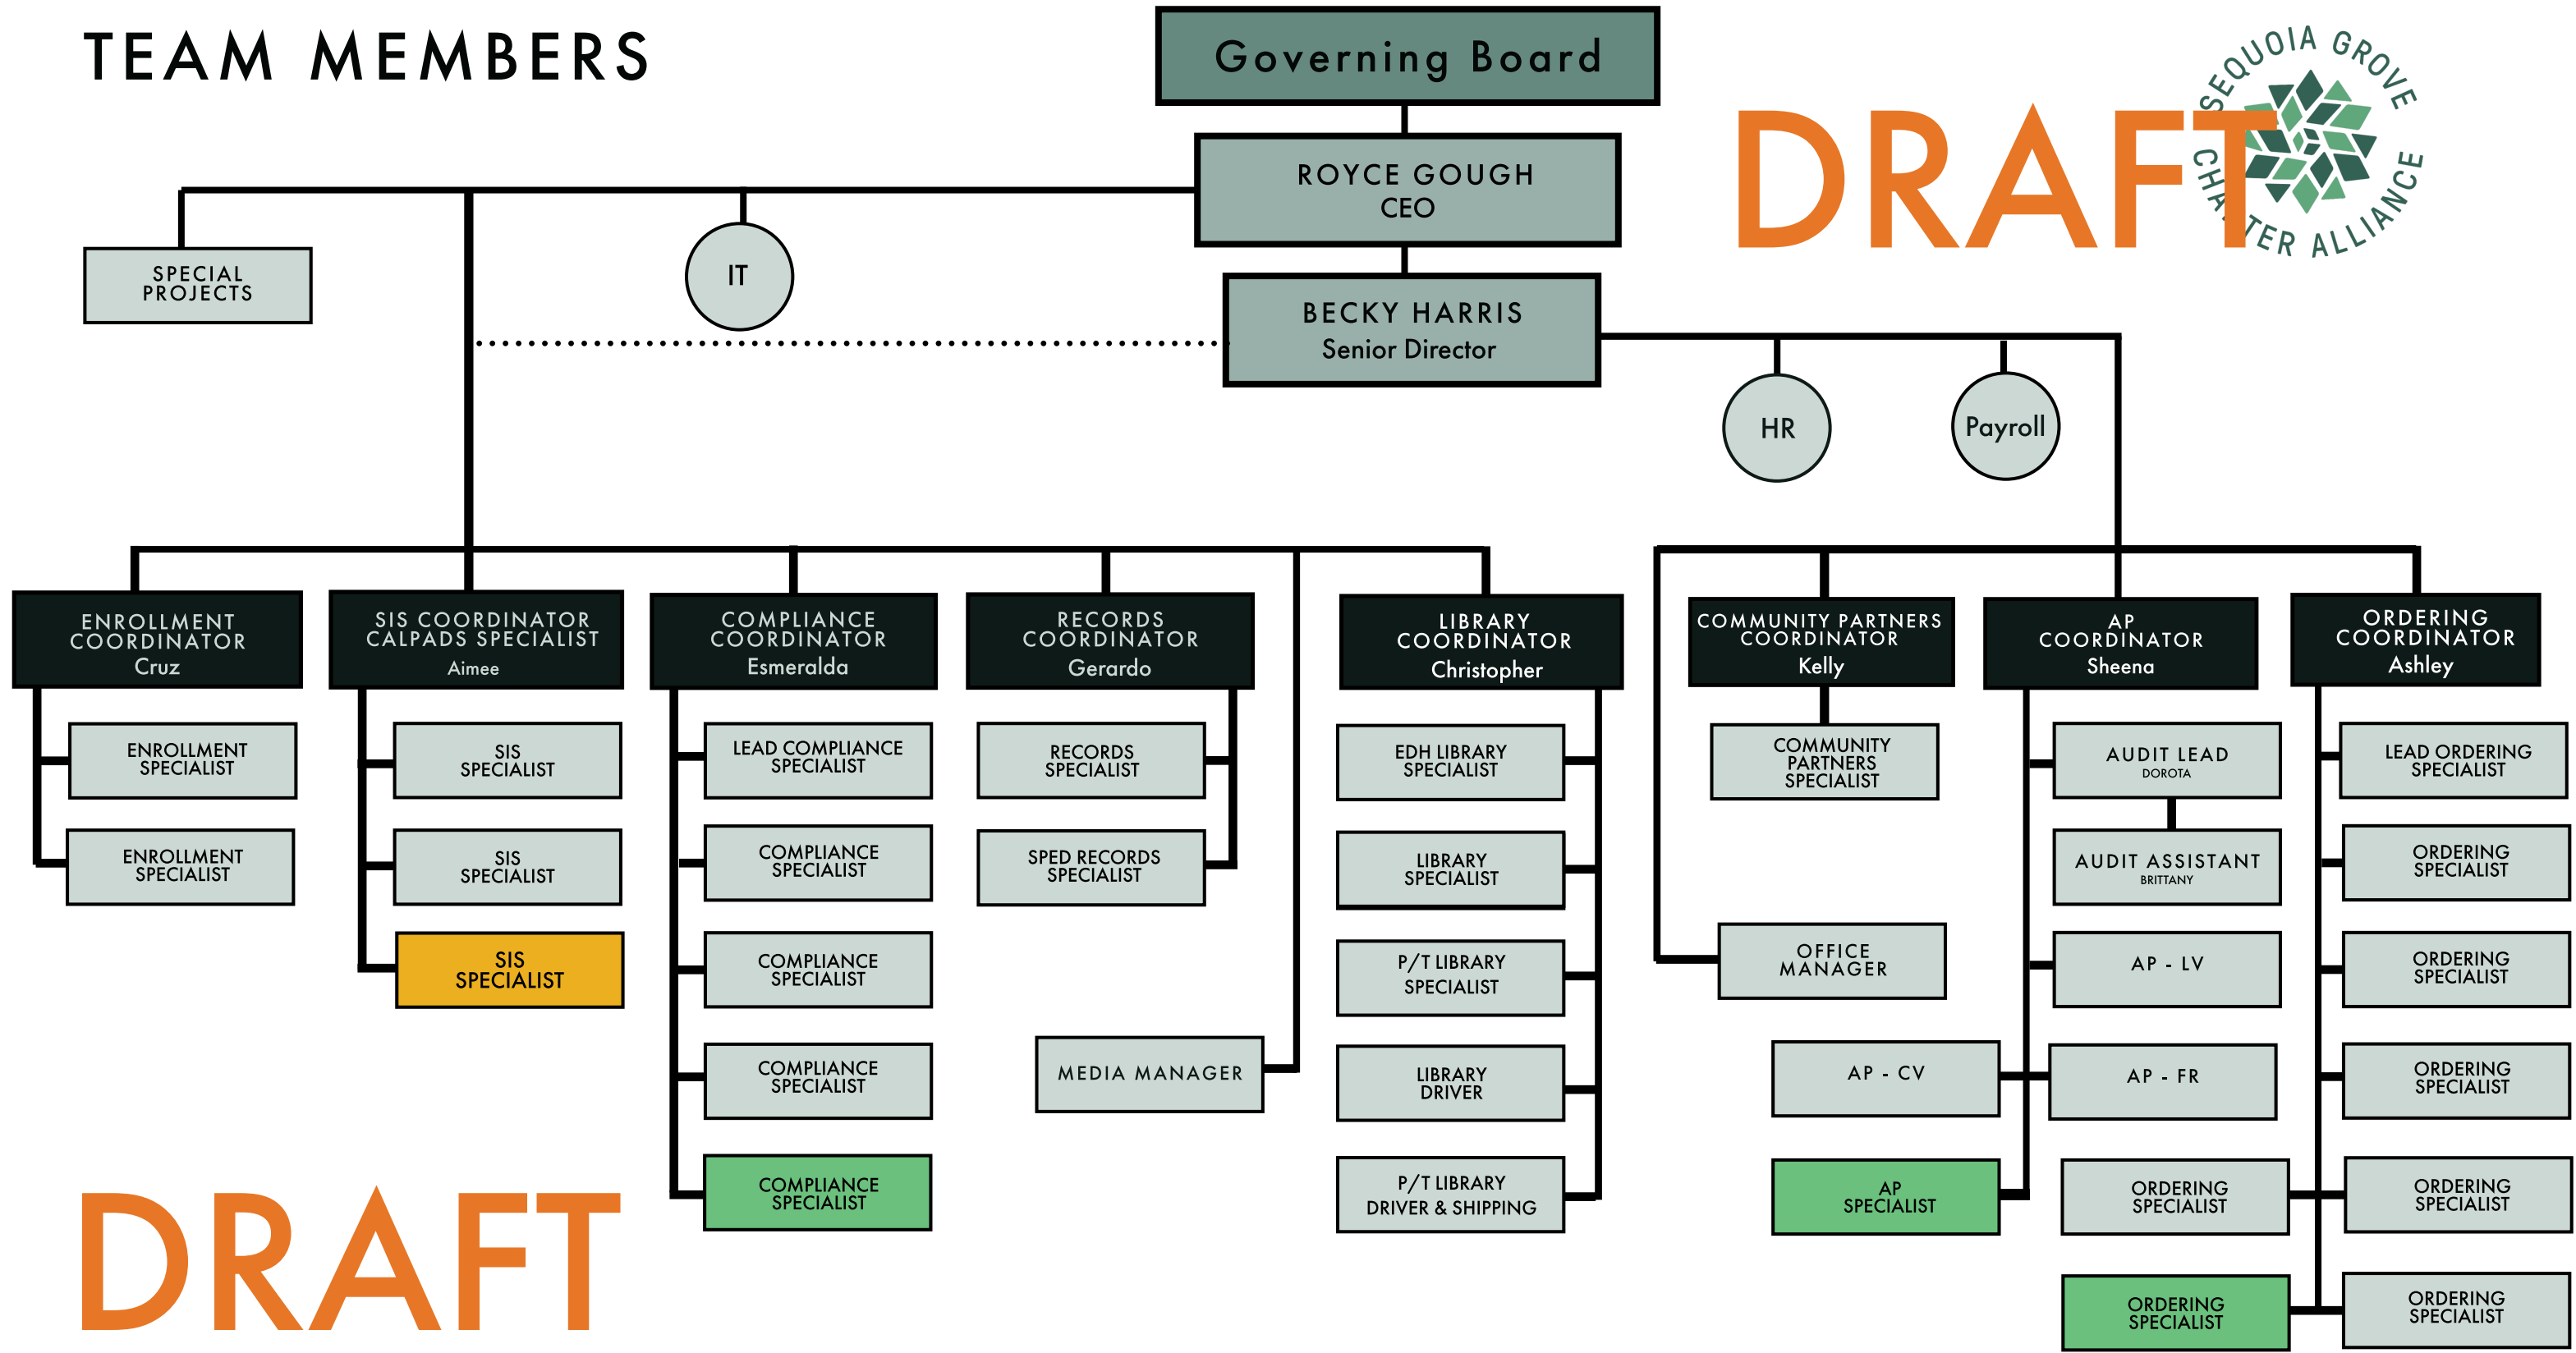 TEAM MEMBERS
Governing Board
SEQUOIA GROVE
CHARTER ALLIANCE
DRAFT
ROYCE GOUGH
CEO
SPECIAL
PROJECTS
IT
BECKY HARRIS
Senior Director
HR
Payroll
ENROLLMENT
COORDINATOR
Cruz
SIS COORDINATOR
CALPADS SPECIALIST
Aimee
COMPLIANCE
COORDINATOR
Esmeralda
RECORDS
COORDINATOR
Gerardo
LIBRARY
COORDINATOR
Christopher
COMMUNITY PARTNERS
COORDINATOR
Kelly
AP
COORDINATOR
Sheena
ORDERING
COORDINATOR
Ashley
ENROLLMENT
SPECIALIST
ENROLLMENT
SPECIALIST
SIS
SPECIALIST
SIS
SPECIALIST
SIS
SPECIALIST
LEAD COMPLIANCE
SPECIALIST
COMPLIANCE
SPECIALIST
COMPLIANCE
SPECIALIST
COMPLIANCE
SPECIALIST
COMPLIANCE
SPECIALIST
RECORDS
SPECIALIST
SPED RECORDS
SPECIALIST
MEDIA MANAGER
EDH LIBRARY
SPECIALIST
LIBRARY
SPECIALIST
P/T LIBRARY
SPECIALIST
LIBRARY
DRIVER
P/T LIBRARY
DRIVER & SHIPPING
COMMUNITY
PARTNERS
SPECIALIST
OFFICE
MANAGER
AUDIT LEAD
DOROTA
AUDIT ASSISTANT
BRITTANY
AP - LV
AP - CV
AP - FR
AP
SPECIALIST
LEAD ORDERING
SPECIALIST
ORDERING
SPECIALIST
ORDERING
SPECIALIST
ORDERING
SPECIALIST
ORDERING
SPECIALIST
ORDERING
SPECIALIST
ORDERING
SPECIALIST
ORDERING
SPECIALIST
DRAFT